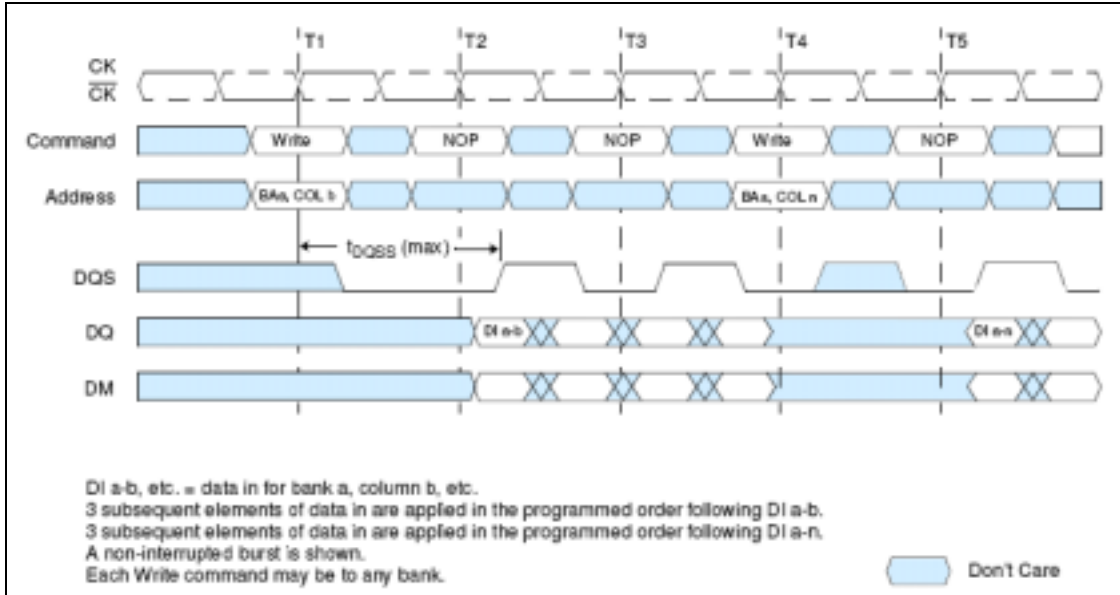 T1 T2 T3 T4 T5
CK
CK
Command Write NOP NOP Write NOP
Address BAa, COL b BAa, COL n
tDQSS (max)
DQS
DQ DI a-b DI a-n
DM
DI a-b, etc. = data in for bank a, column b, etc.
3 subsequent elements of data in are applied in the programmed order following DI a-b.
3 subsequent elements of data in are applied in the programmed order following DI a-n.
A non-interrupted burst is shown.
Each Write command may be to any bank.
Don't Care